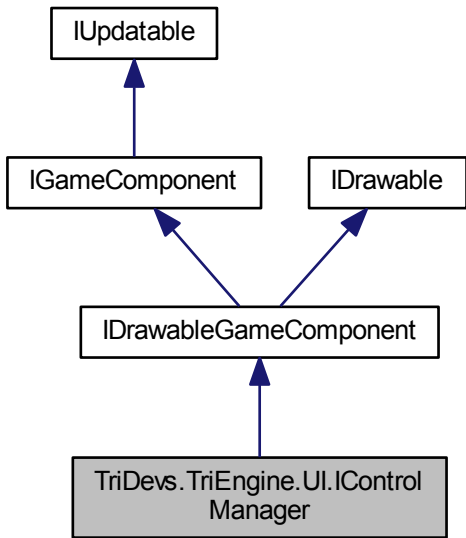 IUpdatable
IGameComponent
IDrawable
IDrawableGameComponent
TriDevs.TriEngine.UI.IControl
Manager